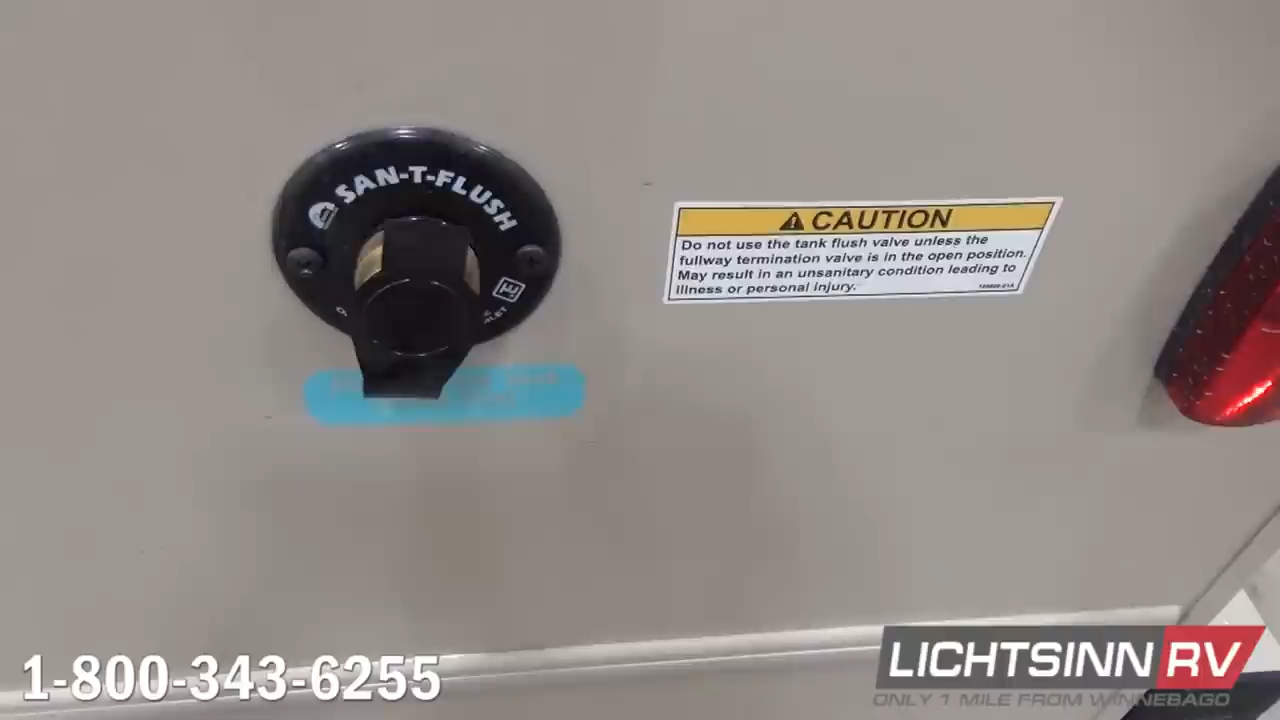 SAN-T-FLUSH
CAUTION
Do not use the tank flush valve unless the
fullway termination valve is in the open position.
May result in an unsanitary condition leading to
illness or personal injury.
1-800-343-6255
LICHTSINN RV
ONLY 1 MILE FROM WINNEBAGO